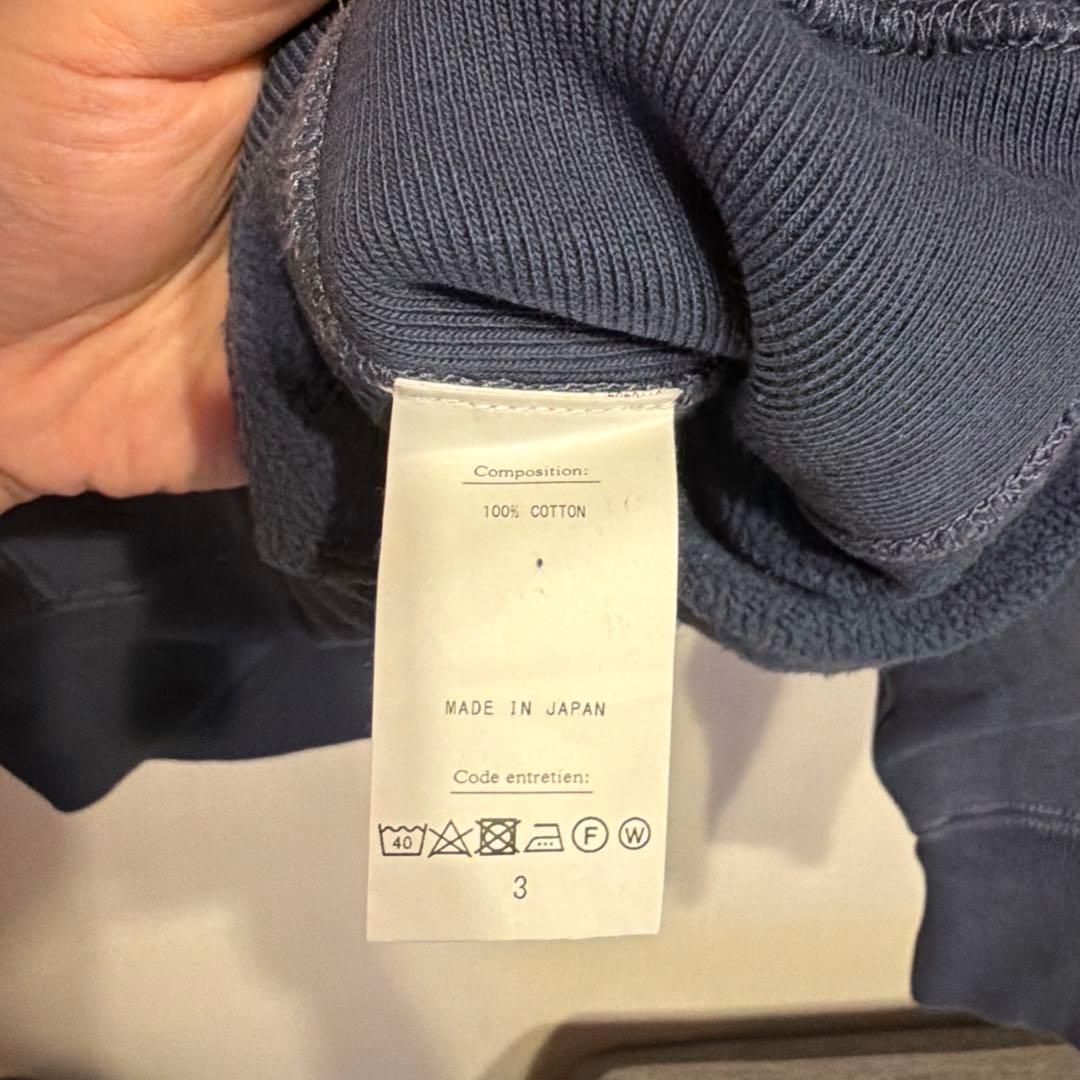 Composition:
100% COTTON
MADE IN JAPAN
Code entretien:
40 F W
3